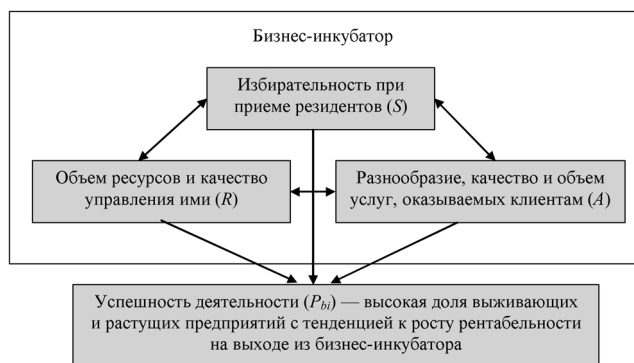 Бизнес-инкубатор
Избирательность при
приеме резидентов (S)
Объем ресурсов и качество
управления ими (R)
Разнообразие, качество и объем
услуг, оказываемых клиентам (A)
Успешность деятельности (Pbi) — высокая доля выживающих
и растущих предприятий с тенденцией к росту рентабельности
на выходе из бизнес-инкубатора